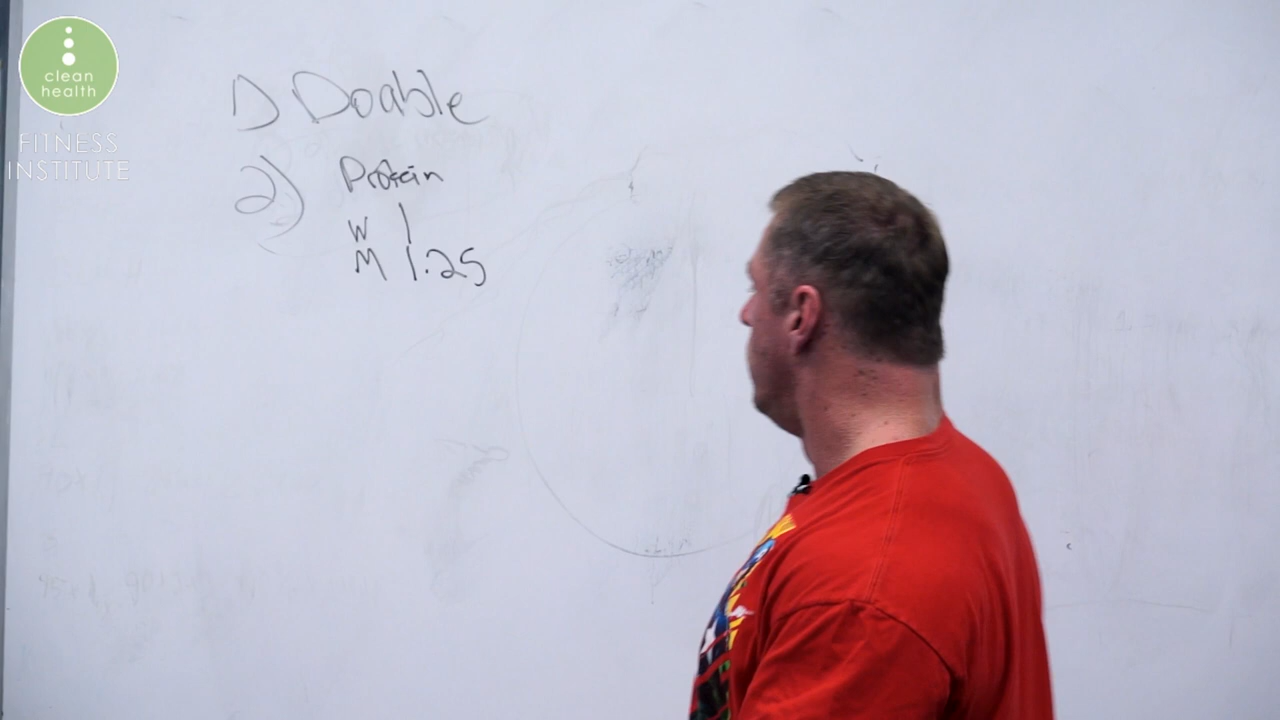 clean
health
FITNESS
INSTITUTE
1) Doable
2) Protein
W 1
M 1.25